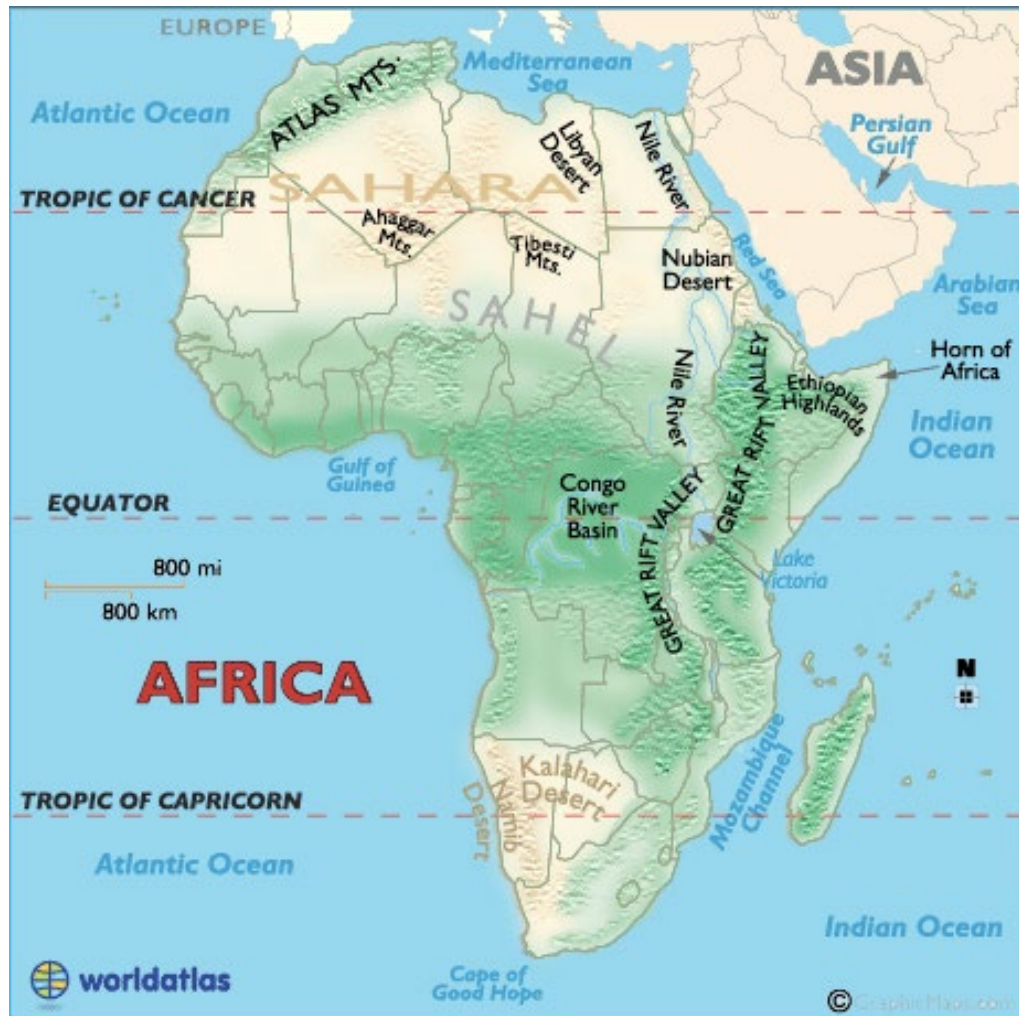 EUROPE
Mediterranean
Sea
ASIA
Atlantic Ocean
ATLAS MTS.
Persian
Gulf
Libyan
Desert
Nile River
TROPIC OF CANCER
SAHARA
Ahaggar
Mts.
Tibesti
Mts.
Nubian
Desert
Red Sea
Arabian
Sea
SAHEL
Horn of
Africa
Nile River
GREAT RIFT VALLEY
Ethiopian
Highlands
Indian
Ocean
Gulf of
Guinea
Congo
River
Basin
EQUATOR
GREAT RIFT VALLEY
Lake
Victoria
800 mi
800 km
AFRICA
N
Mozambique
Channel
Kalahari
Desert
Namib
Desert
TROPIC OF CAPRICORN
Atlantic Ocean
Indian Ocean
worldatlas
Cape of
Good Hope
© GraphicMaps.com